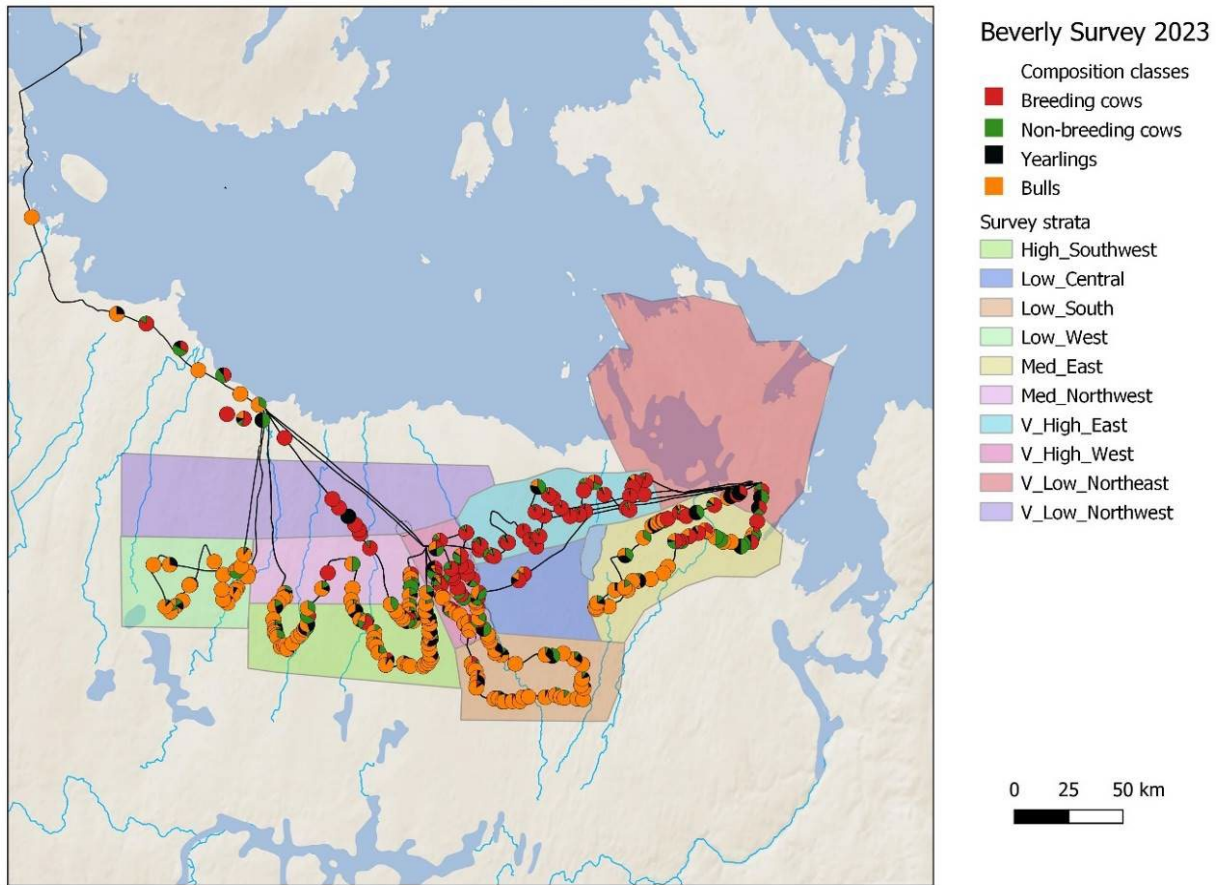 Beverly Survey 2023
Composition classes
Breeding cows
Non-breeding cows
Yearlings
Bulls
Survey strata
High_Southwest
Low_Central
Low_South
Low_West
Med_East
Med_Northwest
V_High_East
V_High_West
V_Low_Northeast
V_Low_Northwest
0 25 50 km